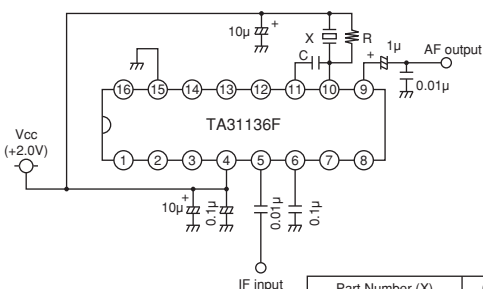 10μ + X R 1μ
C + AF output
0.01μ
16 15 14 13 12 11 10 9
TA31136F
Vcc
(+2.0V)
1 2 3 4 5 6 7 8
10μ + 0.1μ 0.01μ 0.1μ
IF input
Part Number (X)